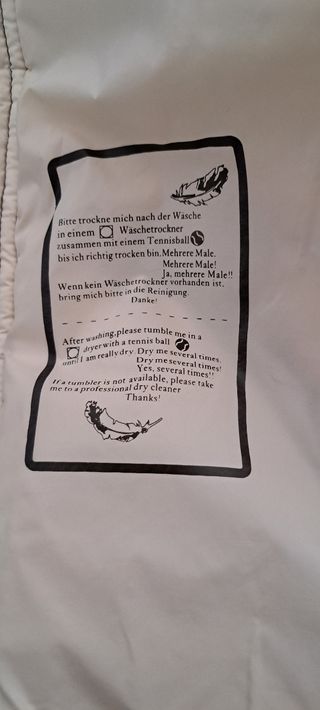 Bitte trockne mich nach der Wäsche
in einem Wäschetrockner
zusammen mit einem Tennisball
bis ich richtig trocken bin. Mehrere Male.
Mehrere Male!
Ja, mehrere Male!!
Wenn kein Wäschetrockner vorhanden ist,
bring mich bitte in die Reinigung.
Danke!
After washing, please tumble me in a
dryer with a tennis ball
until I am really dry. Dry me several times.
Dry me several times!
Yes, several times!!
If a tumbler is not available, please take
me to a professional dry cleaner
Thanks!